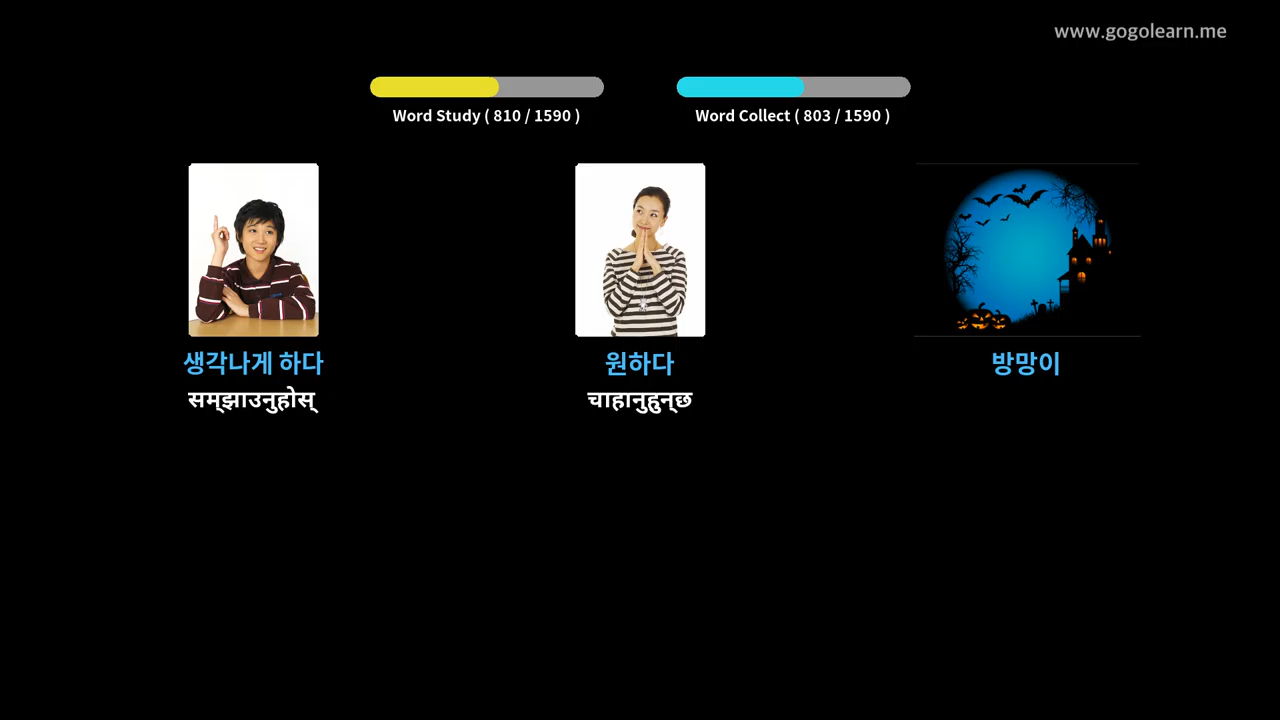 www.gogolearn.me
Word Study ( 810 / 1590 )
Word Collect ( 803 / 1590 )
생각나게 하다
원하다
방망이
सम्झाउनुहोस्
चाहानुहुन्छ